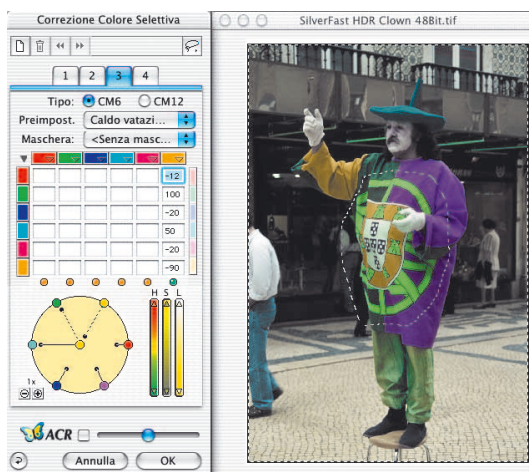 Correzione Colore Selettiva
SilverFast HDR Clown 48Bit.tif
1 2 3 4
Tipo: CM6 CM12
Preimpost. Caldo vatazi...
Maschera: <Senza masc...
-12
100
-20
50
-20
-90
H S L
1x
ACR
Annulla OK